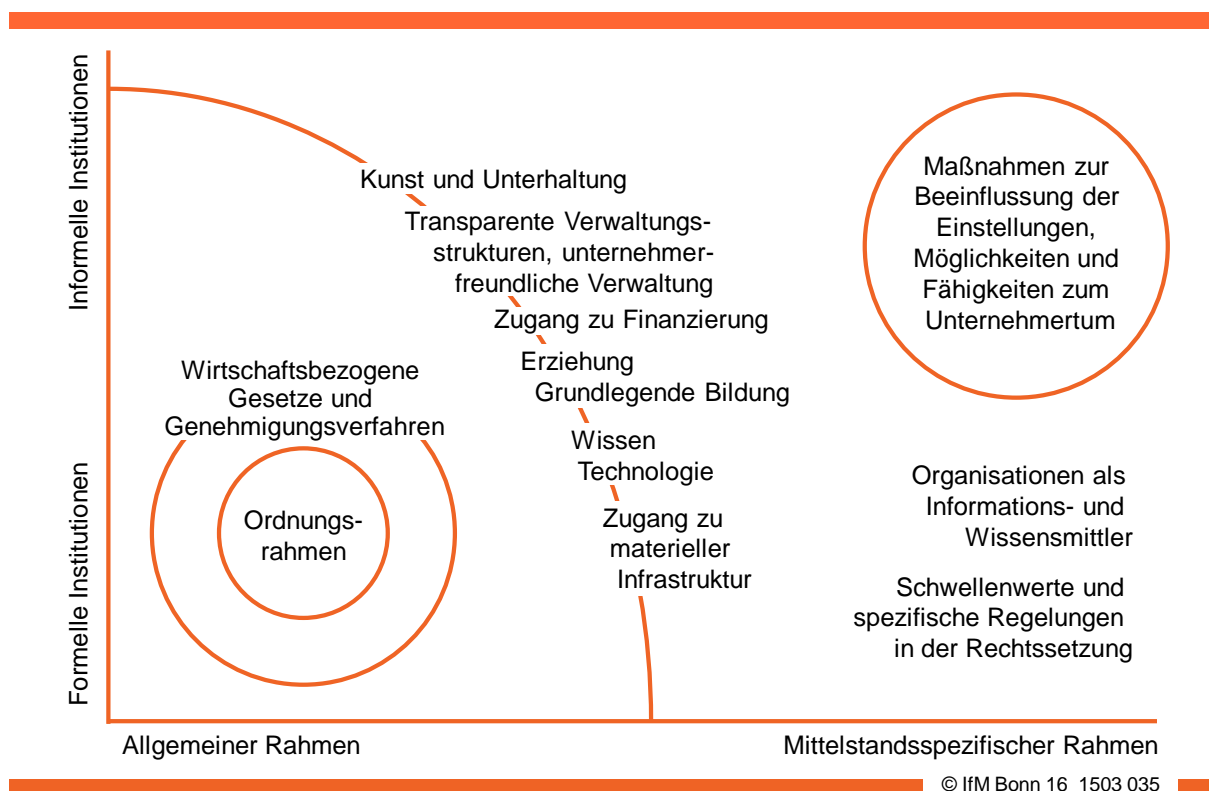 Informelle Institutionen
Formelle Institutionen
Kunst und Unterhaltung
Transparente Verwaltungs-
strukturen, unternehmer-
freundliche Verwaltung
Zugang zu Finanzierung
Erziehung
Grundlegende Bildung
Wissen
Technologie
Zugang zu
materieller
Infrastruktur
Wirtschaftsbezogene
Gesetze und
Genehmigungsverfahren
Ordnungs-
rahmen
Maßnahmen zur
Beeinflussung der
Einstellungen,
Möglichkeiten und
Fähigkeiten zum
Unternehmertum
Organisationen als
Informations- und
Wissensmittler
Schwellenwerte und
spezifische Regelungen
in der Rechtssetzung
Allgemeiner Rahmen
Mittelstandsspezifischer Rahmen
© IfM Bonn 16 1503 035